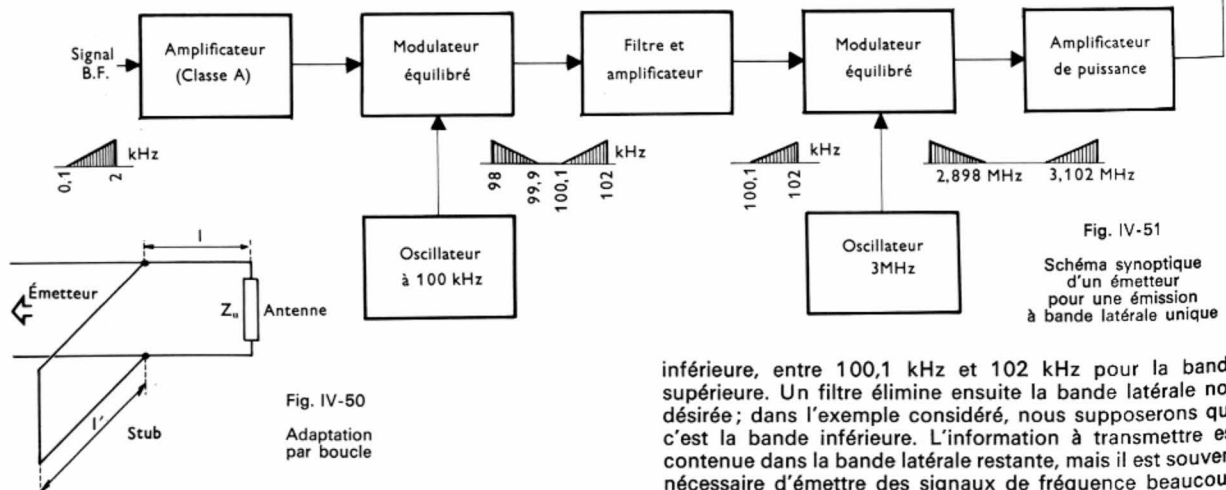 Signal
B.F.
Amplificateur
(Classe A)
Modulateur
équilibré
Filtre et
amplificateur
Modulateur
équilibré
Amplificateur
de puissance
kHz
0,1
2
kHz
98
99,9
100,1
102
kHz
100,1
102
2,898 MHz
3,102 MHz
Oscillateur
à 100 kHz
Oscillateur
3MHz
Fig. IV-51
Schéma synoptique
d'un émetteur
pour une émission
à bande latérale unique
l
Émetteur
Zu
Antenne
l'
Stub
Fig. IV-50
Adaptation
par boucle
inférieure, entre 100,1 kHz et 102 kHz pour la band
supérieure. Un filtre élimine ensuite la bande latérale no
désirée; dans l'exemple considéré, nous supposerons qu
c'est la bande inférieure. L'information à transmettre es
contenue dans la bande latérale restante, mais il est souven
nécessaire d'émettre des signaux de fréquence beaucou